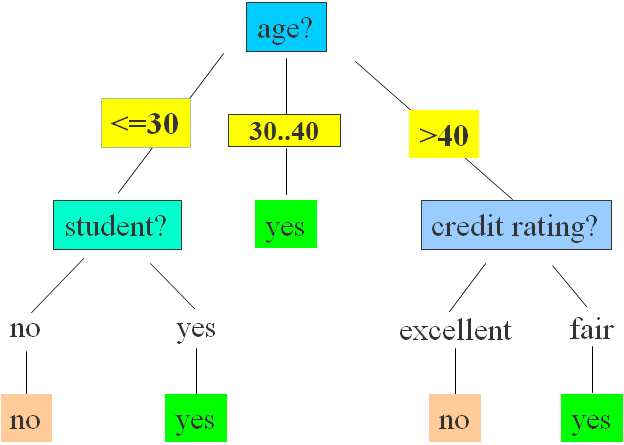 age?
<=30
30..40
>40
student?
yes
credit rating?
no
yes
excellent
fair
no
yes
no
yes